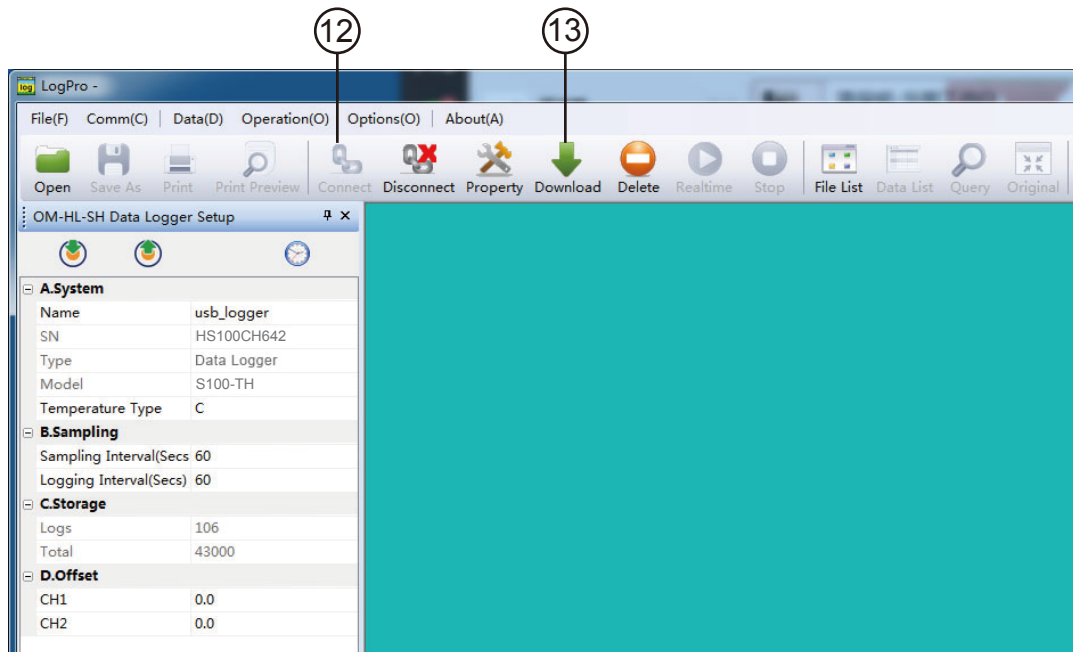 12 13
log LogPro -
File(F) Comm(C) Data(D) Operation(O) Options(O) About(A)
Open Save As Print Print Preview Connect Disconnect Property Download Delete Realtime Stop File List Data List Query Original
OM-HL-SH Data Logger Setup
A.System
Name usb_logger
SN HS100CH642
Type Data Logger
Model S100-TH
Temperature Type C
B.Sampling
Sampling Interval(Secs 60
Logging Interval(Secs) 60
C.Storage
Logs 106
Total 43000
D.Offset
CH1 0.0
CH2 0.0